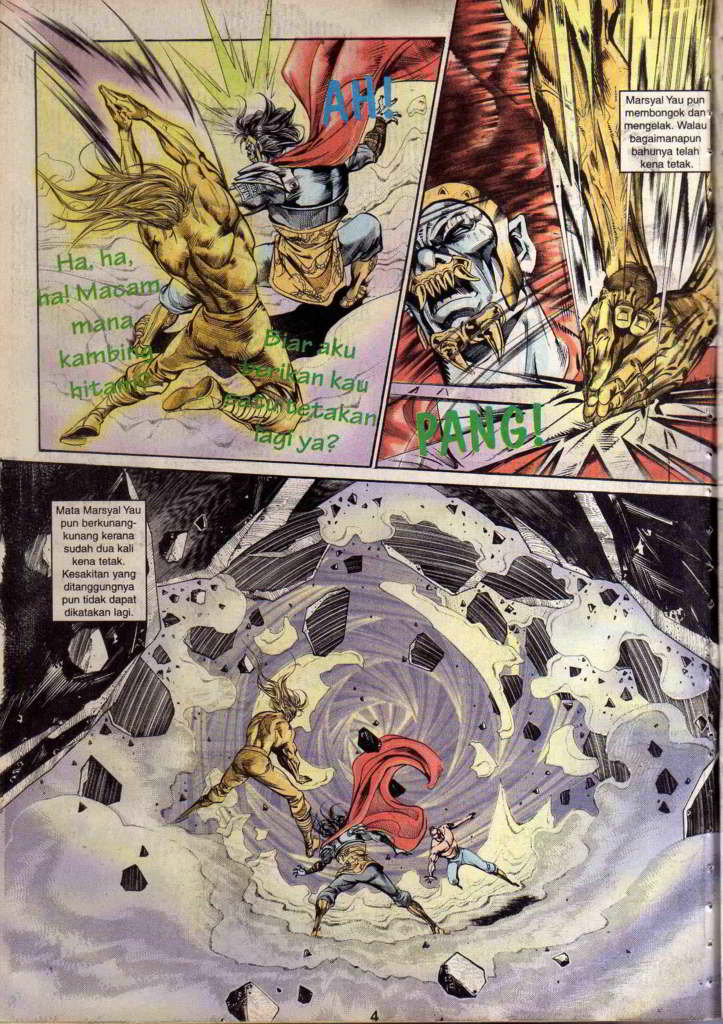 AH!
Ha, ha,
ha! Macam
mana
kambing
hitam?
Biar aku
berikan kau
satu tetakan
lagi ya?
Marsyal Yau pun
membongok dan
mengelak. Walau
bagaimanapun
bahunya telah
kena tetak.
PANG!
Mata Marsyal Yau
pun berkunang-
kunang kerana
sudah dua kali
kena tetak.
Kesakitan yang
ditanggungnya
pun tidak dapat
dikatakan lagi.
4